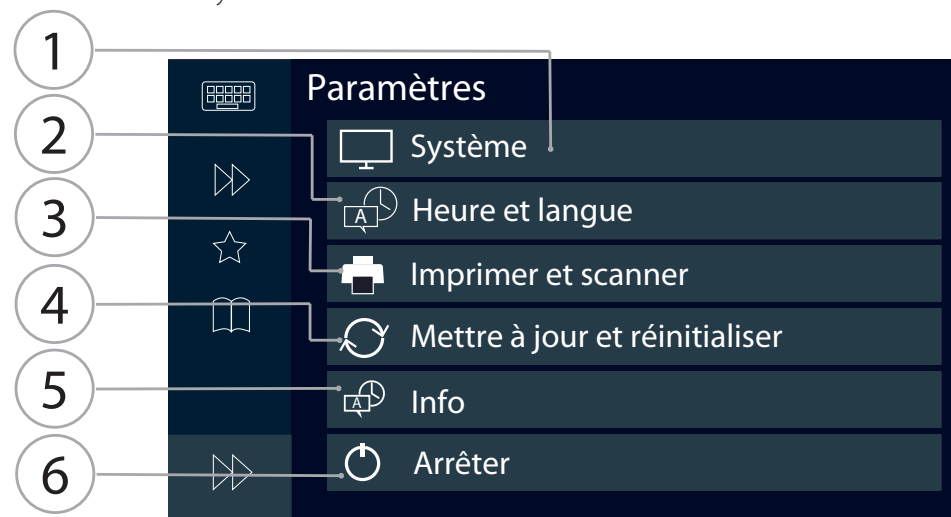 1
Paramètres
2
Système
3
A
Heure et langue
Imprimer et scanner
4
Mettre à jour et réinitialiser
5
A
Info
6
Arrêter